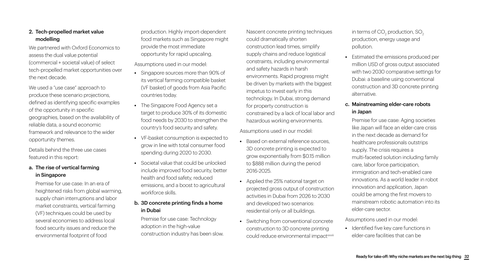 2. Tech-propelled market value
modelling
We partnered with Oxford Economics to
assess the dual value potential
(commercial + societal value) of select
tech-propelled market opportunities over
the next decade.
We used a 'use case' approach to
produce these scenario projections,
defined as identifying specific examples
of the opportunity in specific
geographies, based on the availability of
reliable data, a sound economic
framework and relevance to the wider
opportunity themes.
Details behind the three use cases
featured in this report:
a. The rise of vertical farming
in Singapore
Premise for use case: In an era of
heightened risks from global warming,
supply chain interruptions and labor
market constraints, vertical farming
(VF) techniques could be used by
several economies to address local
food security issues and reduce the
environmental footprint of food
production. Highly import-dependent
food markets such as Singapore might
provide the most immediate
opportunity for rapid upscaling.
Assumptions used in our model:
• Singapore sources more than 90% of
its vertical farming compatible basket
(VF basket) of goods from Asia Pacific
countries today.
• The Singapore Food Agency set a
target to produce 30% of its domestic
food needs by 2030 to strengthen the
country's food security and safety.
• VF-basket consumption is expected to
grow in line with total consumer food
spending during 2020 to 2030.
• Societal value that could be unlocked
include improved food security, better
health and food safety, reduced
emissions, and a boost to agricultural
workforce skills.
b. 3D concrete printing finds a home
in Dubai
Premise for use case: Technology
adoption in the high-value
construction industry has been slow.
Nascent concrete printing techniques
could dramatically shorten
construction lead times, simplify
supply chains and reduce logistical
constraints, including environmental
and safety hazards in harsh
environments. Rapid progress might
be driven by markets with the biggest
impetus to invest early in this
technology. In Dubai, strong demand
for property construction is
constrained by a lack of local labor and
hazardous working environments.
Assumptions used in our model:
• Based on external reference sources,
3D concrete printing is expected to
grow exponentially from $0.15 million
to $888 million during the period
2016-2025.
• Applied the 25% national target on
projected gross output of construction
activities in Dubai from 2026 to 2030
and developed two scenarios:
residential only or all buildings.
• Switching from conventional concrete
construction to 3D concrete printing
could reduce environmental impact
in terms of CO2 production, SO2
production, energy usage and
pollution.
• Estimated the emissions produced per
million USD of gross output associated
with two 2030 comparative settings for
Dubai: a baseline using conventional
construction and 3D concrete printing
alternative.
c. Mainstreaming elder-care robots
in Japan
Premise for use case: Aging societies
like Japan will face an elder-care crisis
in the next decade as demand for
healthcare professionals outstrips
supply. The crisis requires a
multi-faceted solution including family
care, labor force participation,
immigration and tech-enabled care
innovations. As a world leader in robot
innovation and application, Japan
could be among the first movers to
mainstream robotic automation into its
elder-care sector.
Assumptions used in our model:
• Identified five key care functions in
elder-care facilities that can be
Ready for take off: Why niche markets are the next big thing 32